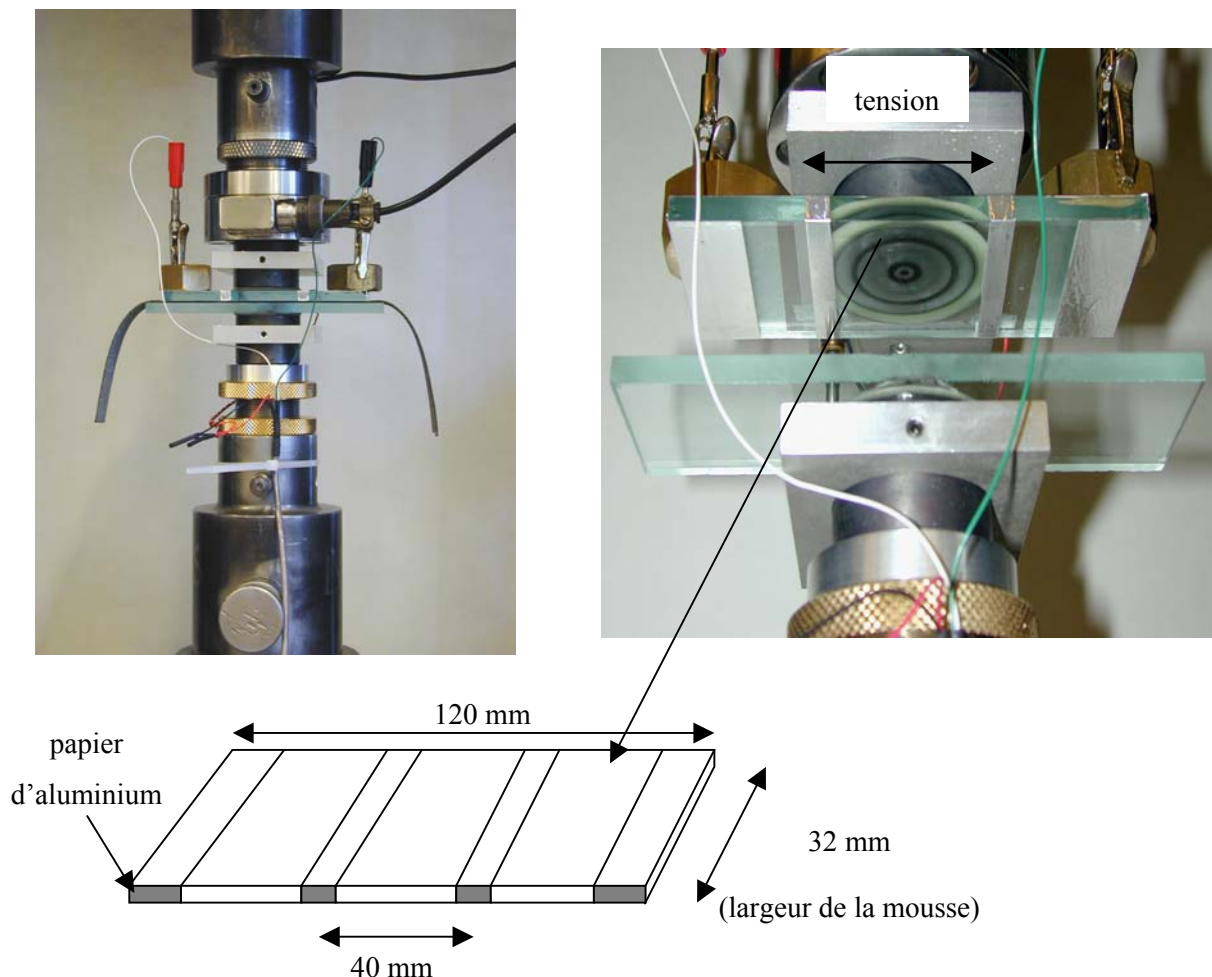 tension
120 mm
papier
d’aluminium
32 mm
(largeur de la mousse)
40 mm